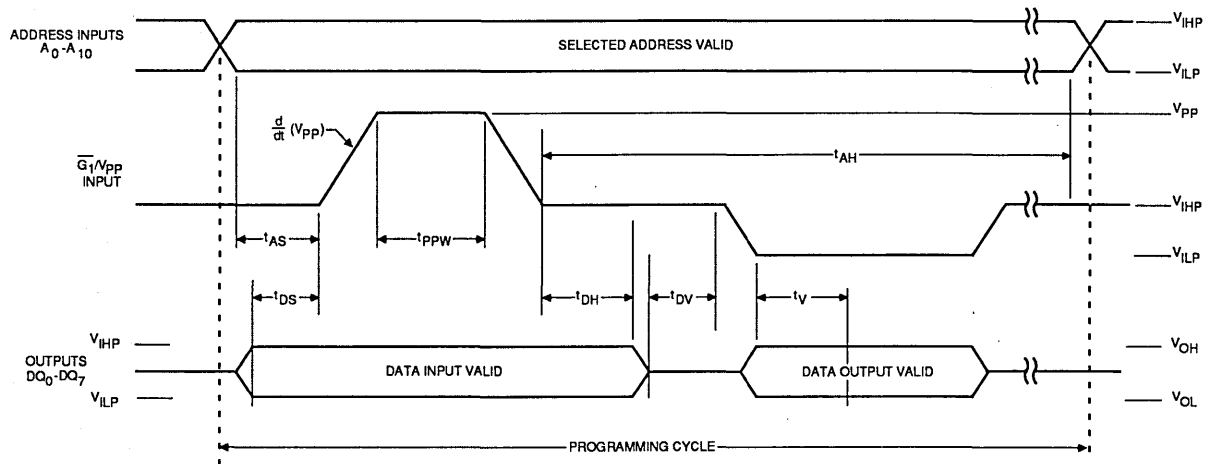 ADDRESS INPUTS
A0-A10
SELECTED ADDRESS VALID
VIHP
VILP
VPP
d/dt (VPP)
tAH
G1/VPP
INPUT
VIHP
tAS
tPPW
VILP
tDS
tDH
tDV
tV
VIHP
VOH
OUTPUTS
DQ0-DQ7
DATA INPUT VALID
DATA OUTPUT VALID
VILP
VOL
PROGRAMMING CYCLE